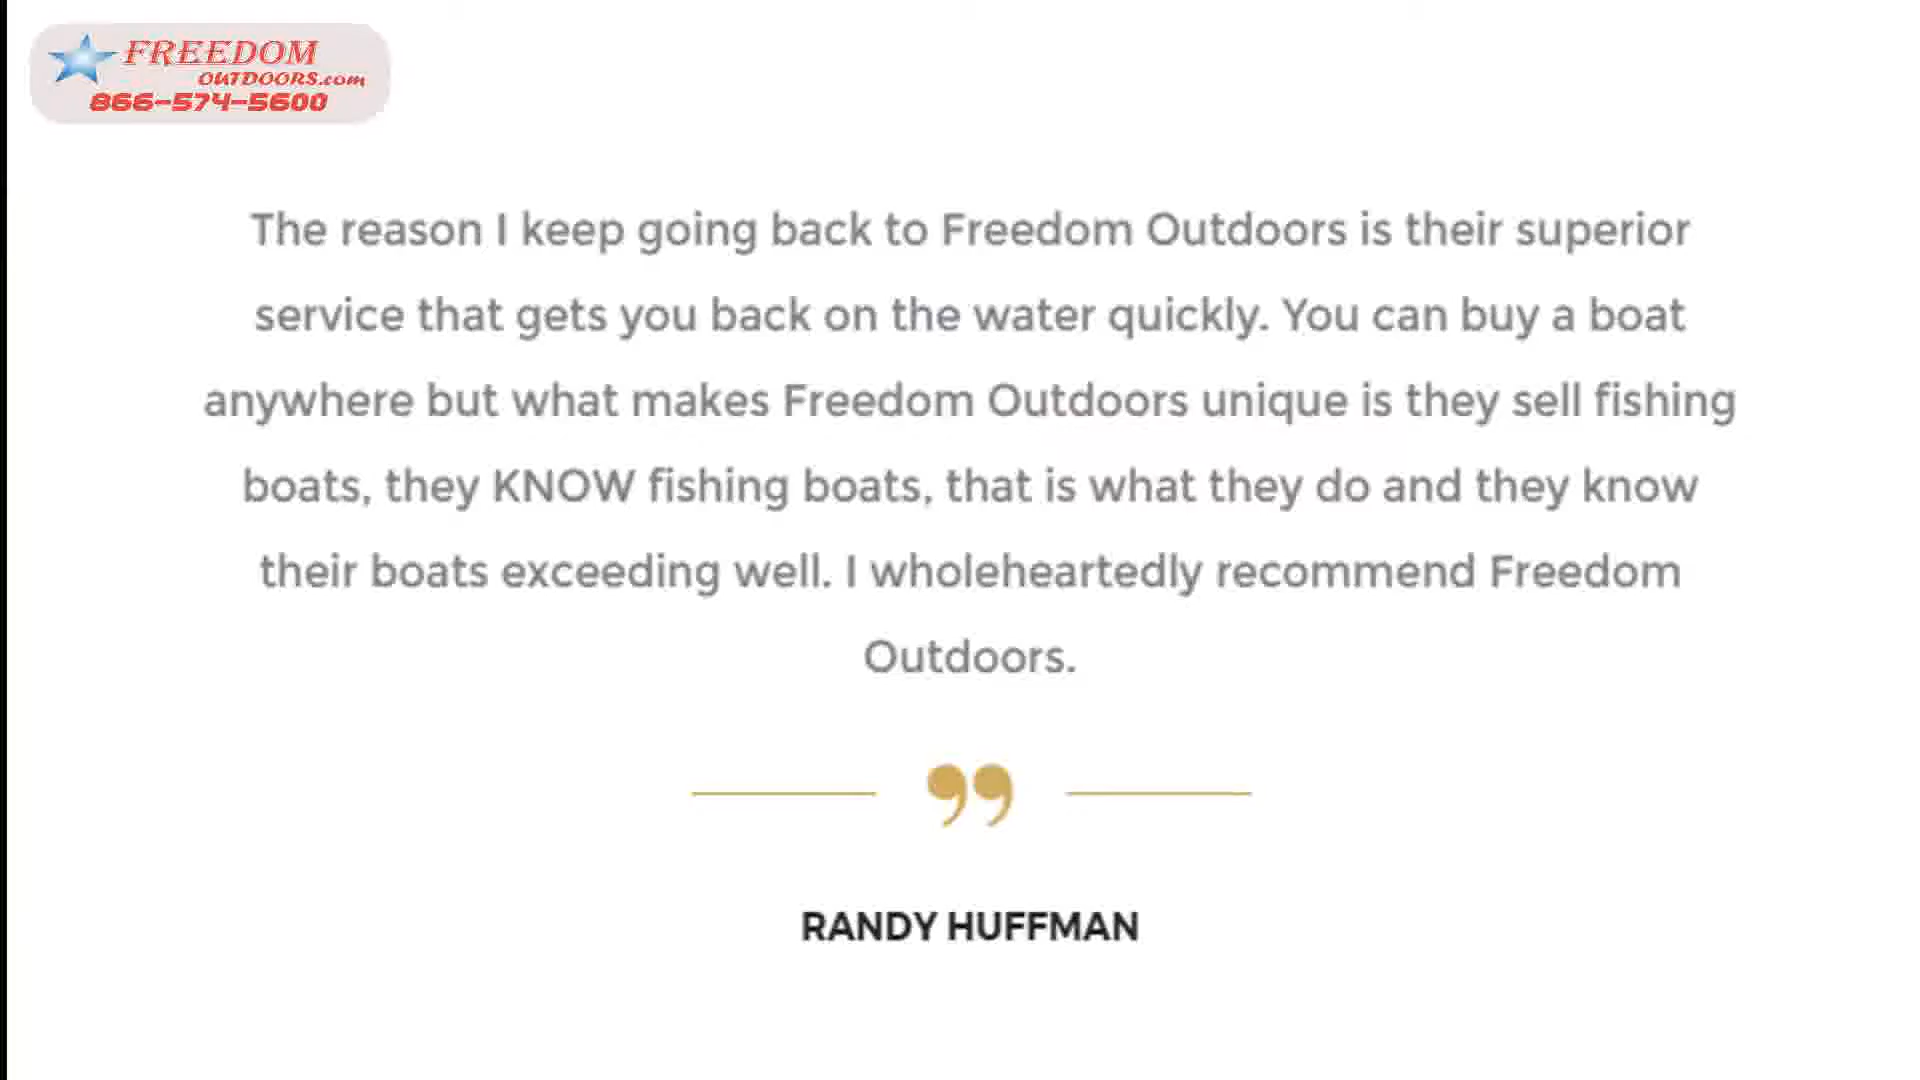 FREEDOM
OUTDOORS.com
866-574-5600
The reason I keep going back to Freedom Outdoors is their superior
service that gets you back on the water quickly. You can buy a boat
anywhere but what makes Freedom Outdoors unique is they sell fishing
boats, they KNOW fishing boats, that is what they do and they know
their boats exceeding well. I wholeheartedly recommend Freedom
Outdoors.
”
RANDY HUFFMAN